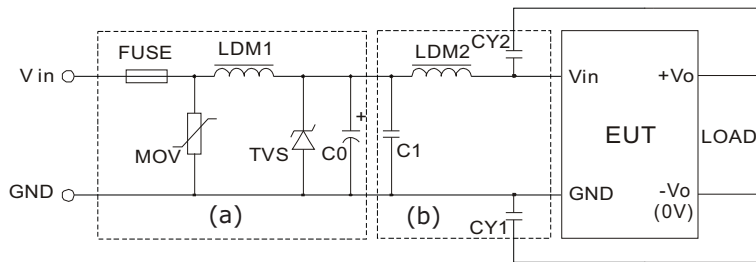 FUSE
LDM1
LDM2
CY2
V in
Vin
+Vo
EUT
LOAD
MOV
TVS
+
C0
C1
GND
GND
-Vo
(0V)
(a)
(b)
CY1